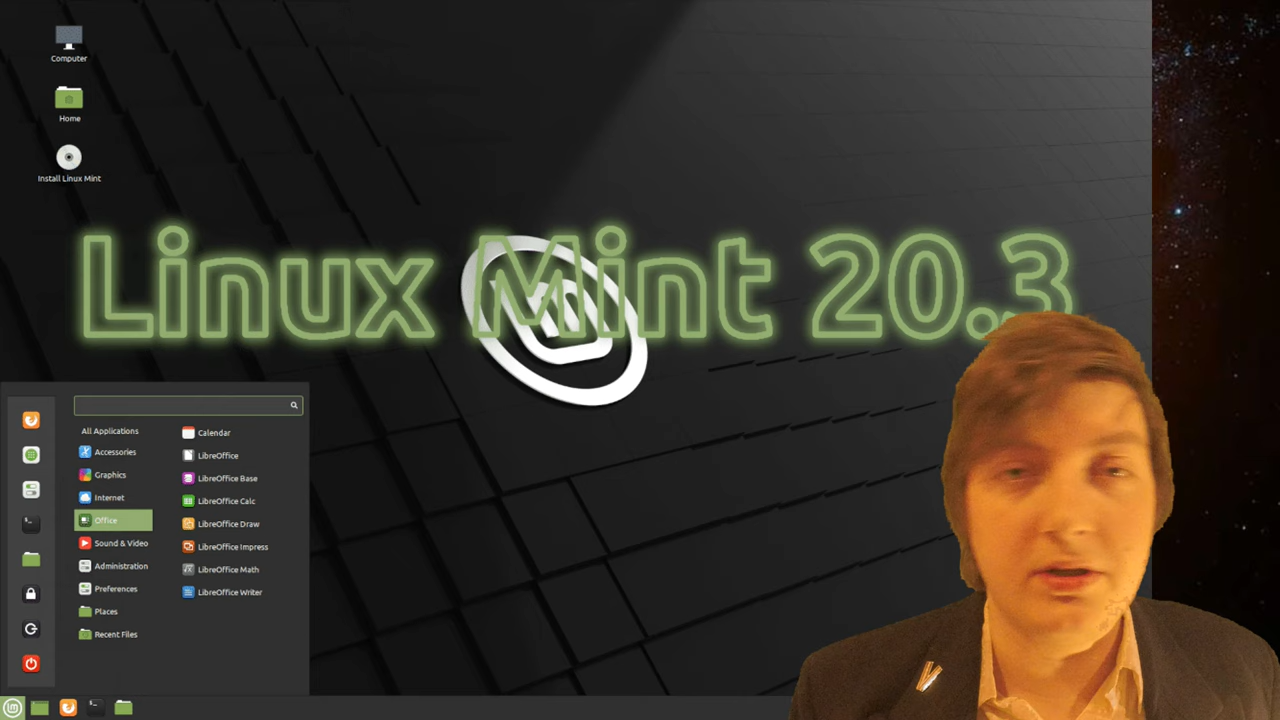 Computer
Home
Install Linux Mint
Linux Mint 20.3
All Applications
Accessories
Graphics
Internet
Office
Sound & Video
Administration
Preferences
Places
Recent Files
Calendar
LibreOffice
LibreOffice Base
LibreOffice Calc
LibreOffice Draw
LibreOffice Impress
LibreOffice Math
LibreOffice Writer